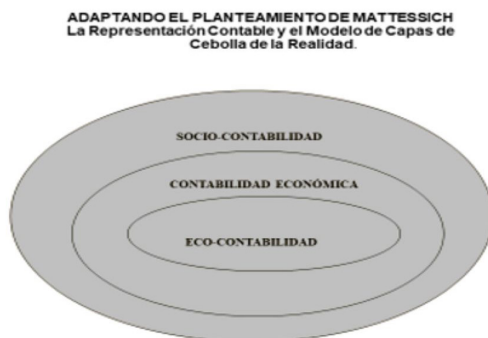 ADAPTANDO EL PLANTEAMIENTO DE MATTESSICH
La Representación Contable y el Modelo de Capas de
Cebolla de la Realidad.
SOCIO-CONTABILIDAD
CONTABILIDAD ECONÓMICA
ECO-CONTABILIDAD